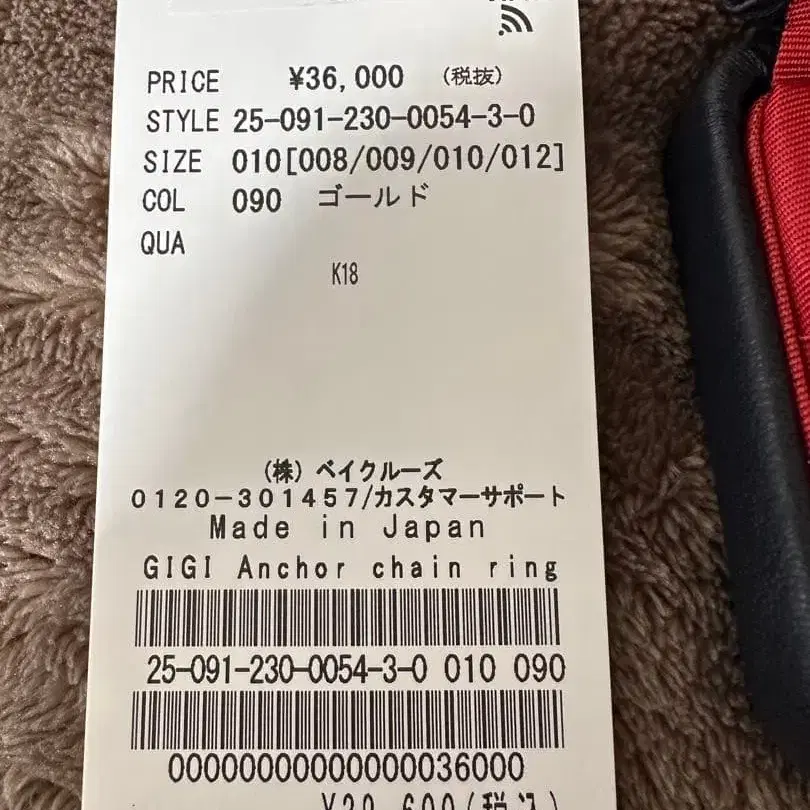 PRICE ¥36,000 (税抜)
STYLE 25-091-230-0054-3-0
SIZE 010[008/009/010/012]
COL 090 ゴールド
QUA
K18
(株) ベイクルーズ
0120-301457/カスタマーサポート
Made in Japan
GIGI Anchor chain ring
25-091-230-0054-3-0 010 090
00000000000000036000